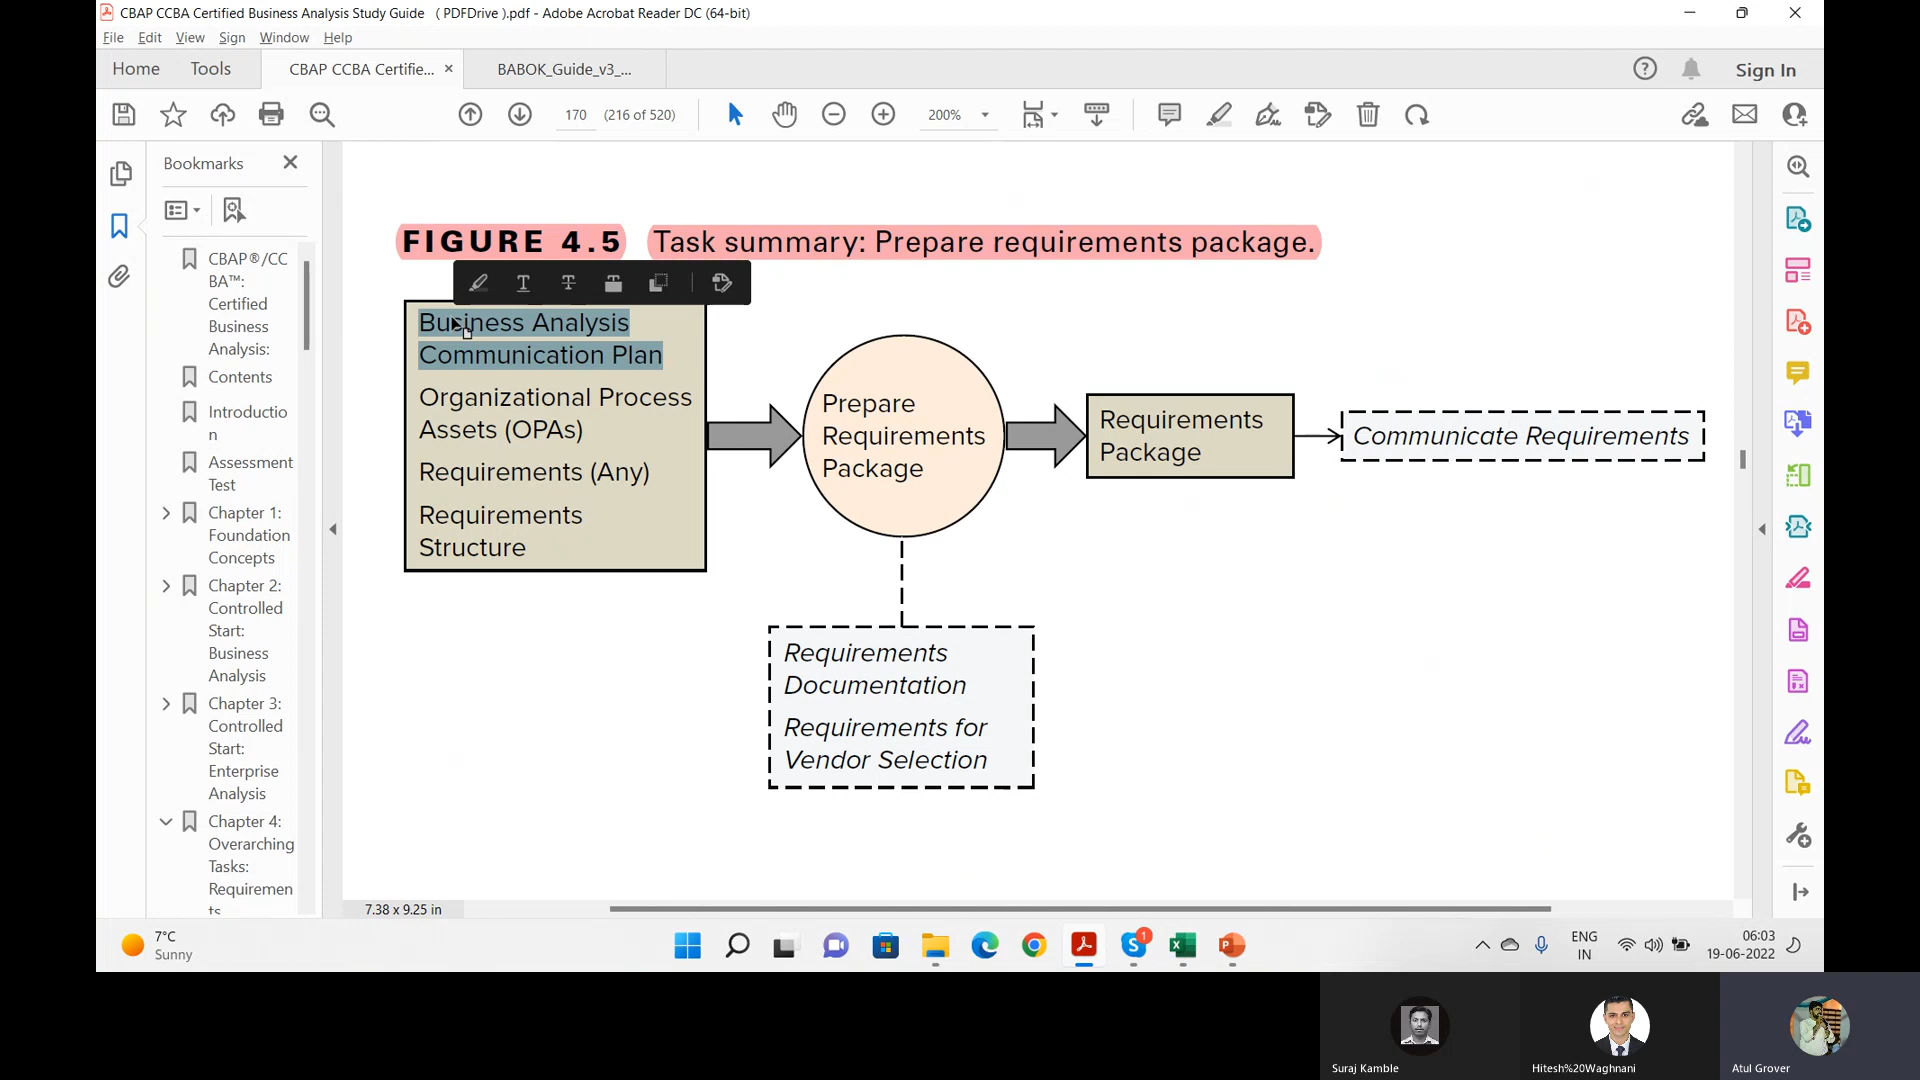 CBAP CCBA Certified Business Analysis Study Guide ( PDFDrive ).pdf - Adobe Acrobat Reader DC (64-bit)
File Edit View Sign Window Help
Home Tools CBAP CCBA Certifie... × BABOK_Guide_v3_... Sign In
170 (216 of 520) 200%
Bookmarks
CBAP®/CC
BA™:
Certified
Business
Analysis:
Contents
Introductio
n
Assessment
Test
Chapter 1:
Foundation
Concepts
Chapter 2:
Controlled
Start:
Business
Analysis
Chapter 3:
Controlled
Start:
Enterprise
Analysis
Chapter 4:
Overarching
Tasks:
Requiremen
ts
FIGURE 4.5 Task summary: Prepare requirements package.
Business Analysis
Communication Plan
Organizational Process
Assets (OPAs)
Requirements (Any)
Requirements
Structure
Prepare
Requirements
Package
Requirements
Package
Communicate Requirements
Requirements
Documentation
Requirements for
Vendor Selection
7.38 x 9.25 in
7°C
Sunny
1
ENG
IN
06:03
19-06-2022
Suraj Kamble
Hitesh%20Waghnani
Atul Grover